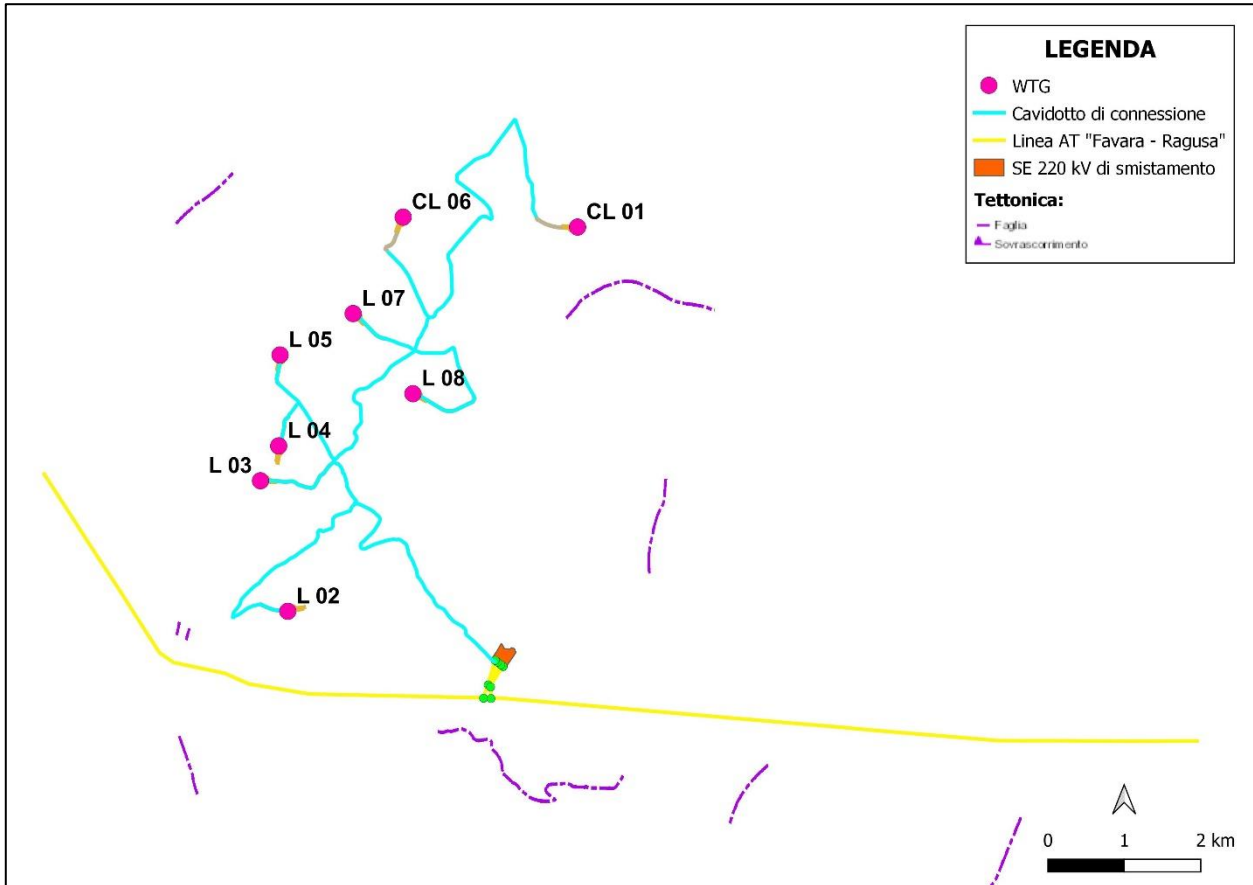 LEGENDA
WTG
Cavidotto di connessione
Linea AT "Favara - Ragusa"
SE 220 kV di smistamento
Tettonica:
Faglia
Sovrascorrimento
CL 06
CL 01
L 07
L 05
L 08
L 04
L 03
L 02
0 1 2 km